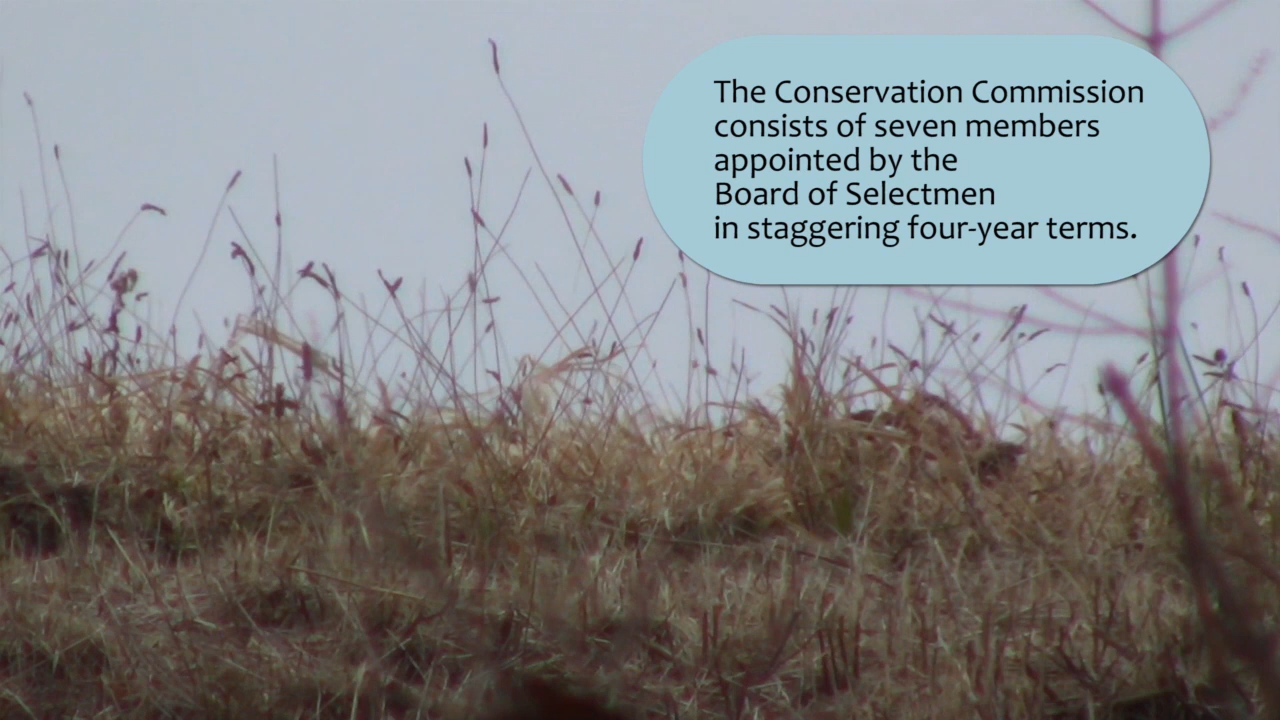 The Conservation Commission
consists of seven members
appointed by the
Board of Selectmen
in staggering four-year terms.